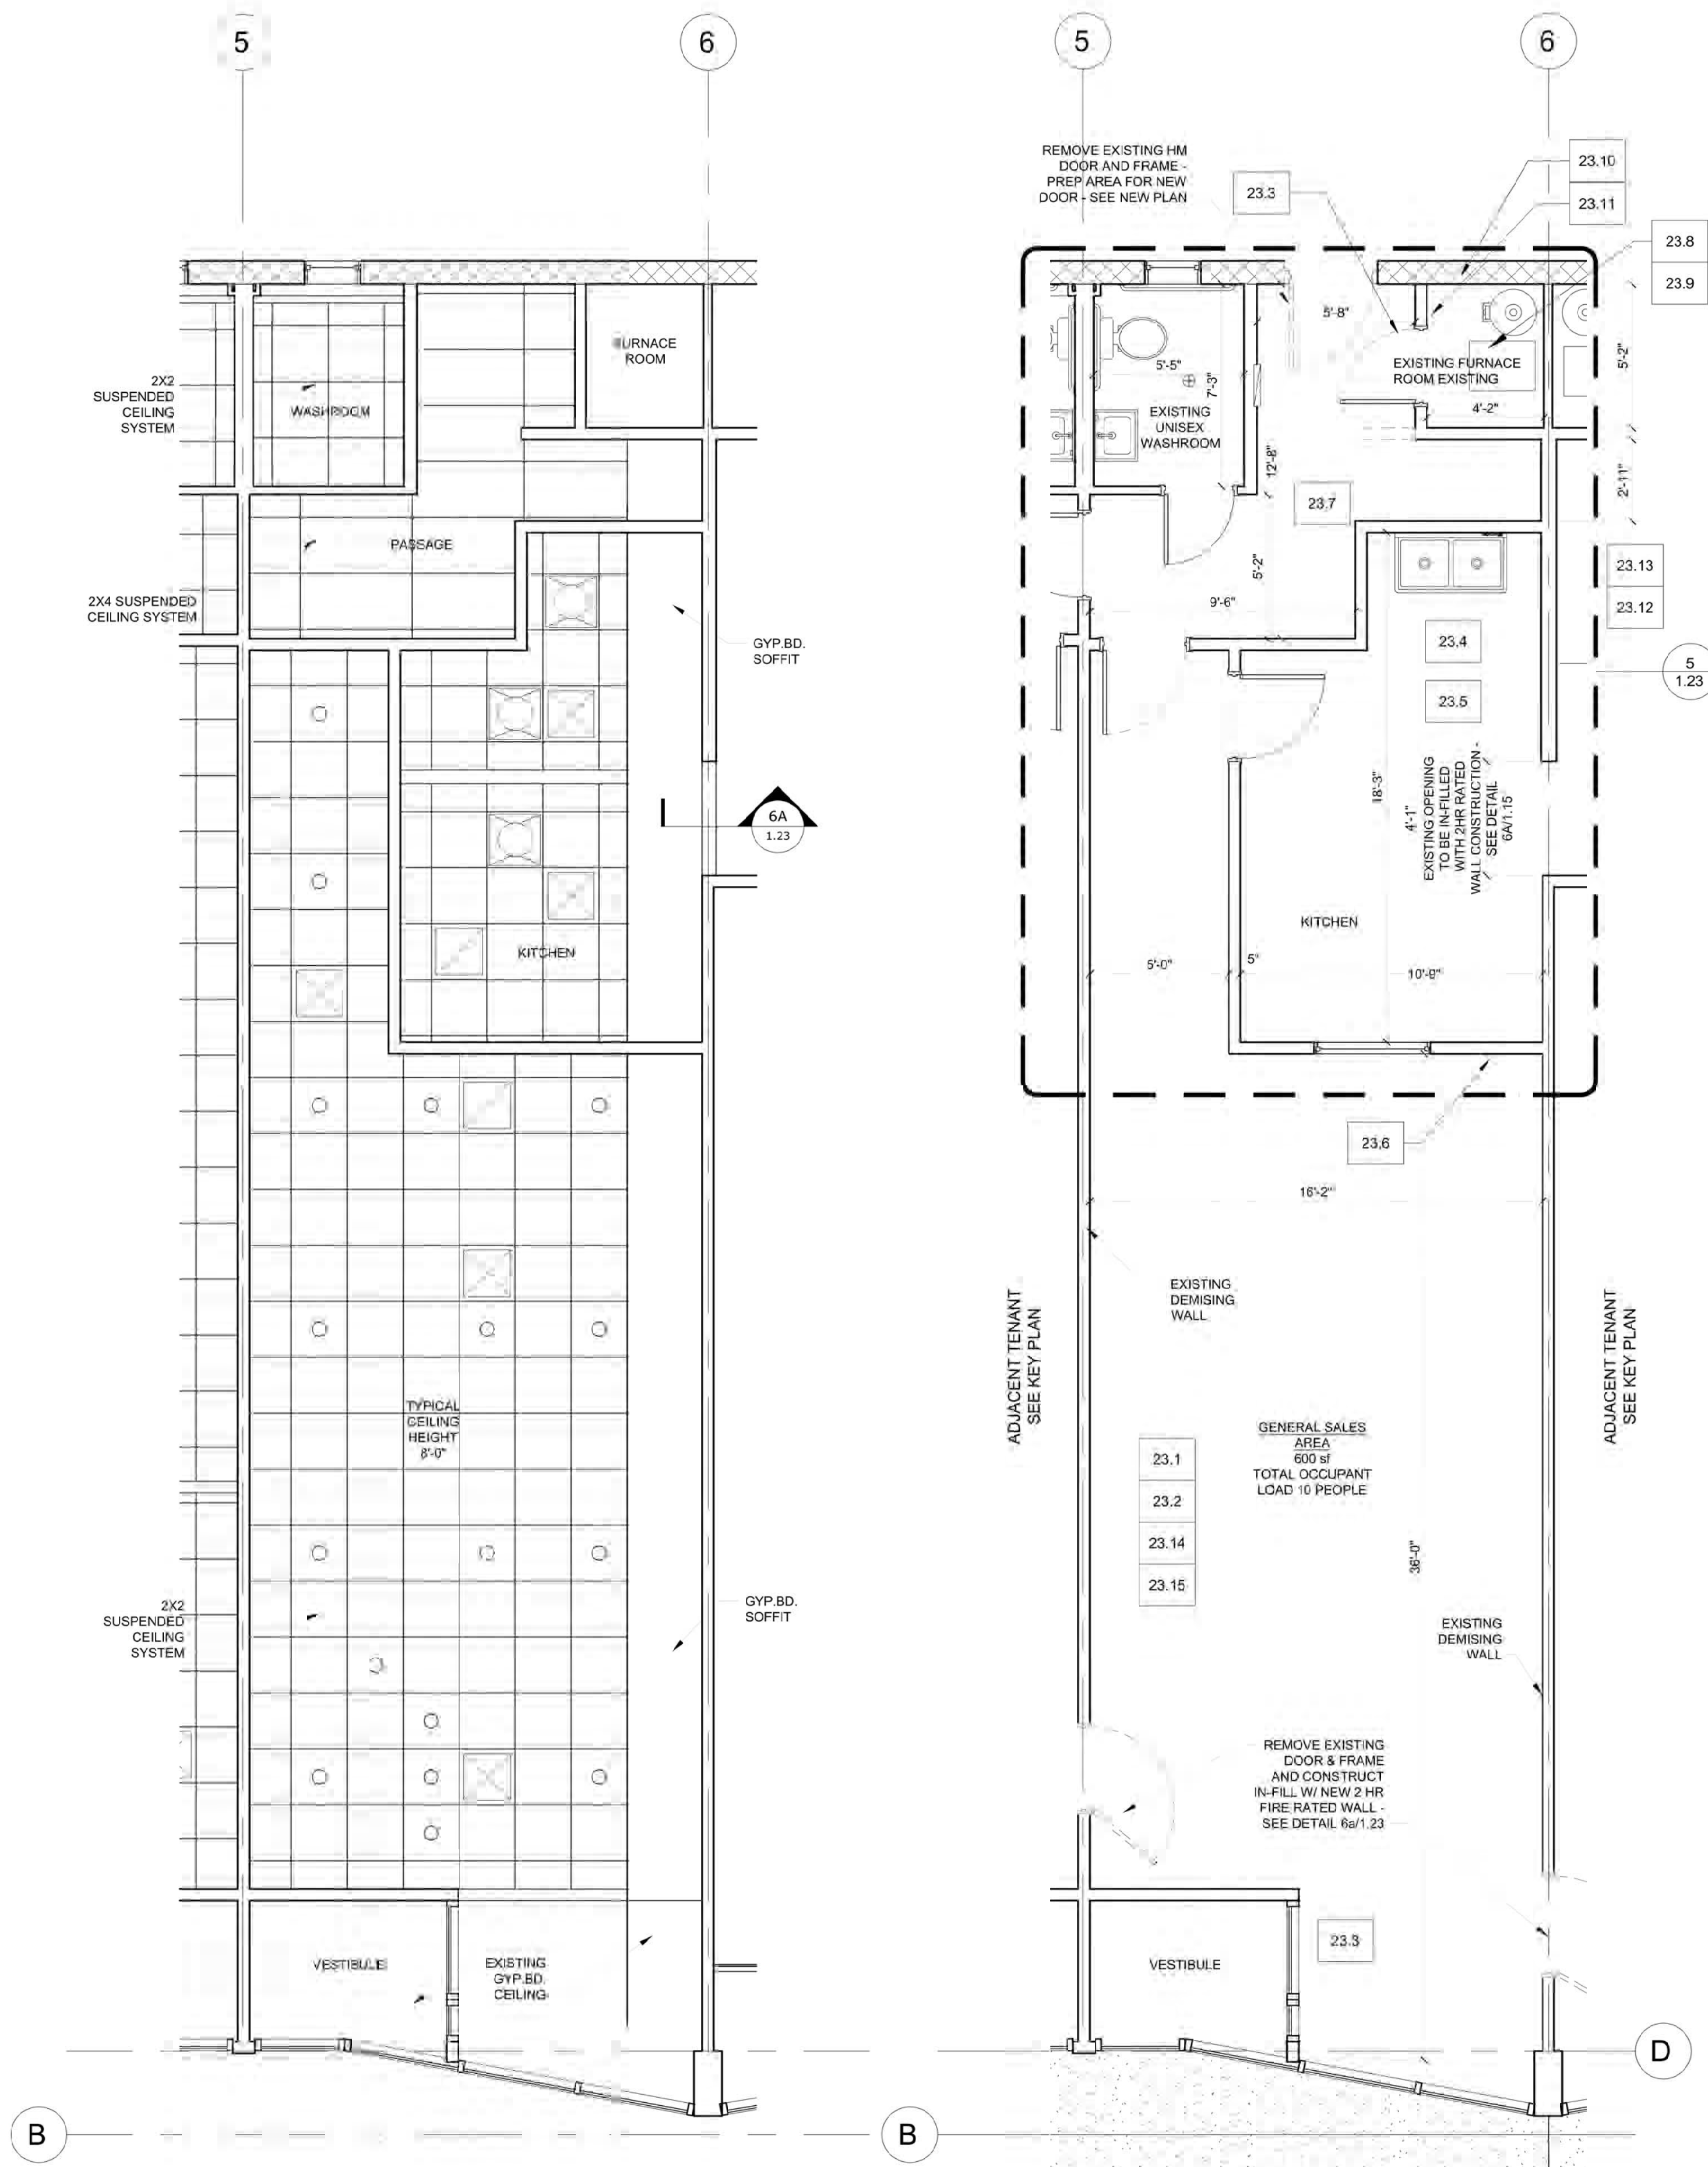 5
6
5
6
REMOVE EXISTING HM
DOOR AND FRAME -
PREP AREA FOR NEW
DOOR - SEE NEW PLAN
23.3
23.10
23.11
23.8
23.9
2X2
SUSPENDED
CEILING
SYSTEM
WASHROOM
FURNACE
ROOM
PASSAGE
2X4 SUSPENDED
CEILING SYSTEM
GYP.BD.
SOFFIT
6A
1.23
KITCHEN
TYPICAL
CEILING
HEIGHT
8'-0"
2X2
SUSPENDED
CEILING
SYSTEM
GYP.BD.
SOFFIT
VESTIBULE
EXISTING
GYP.BD.
CEILING
B
5'-8"
5'-2"
EXISTING FURNACE
ROOM EXISTING
4'-2"
5'-5"
7'-3"
EXISTING
UNISEX
WASHROOM
12'-8"
2'-11"
23.7
5'-2"
9'-6"
23.13
23.12
23.4
23.5
5
1.23
18'-3"
4'-1"
EXISTING OPENING
TO BE IN-FILLED
WITH 2HR RATED
WALL CONSTRUCTION -
SEE DETAIL
6A/1.15
KITCHEN
5'-0"
5"
10'-9"
23.6
16'-2"
EXISTING
DEMISING
WALL
ADJACENT TENANT
SEE KEY PLAN
ADJACENT TENANT
SEE KEY PLAN
GENERAL SALES
AREA
600 sf
TOTAL OCCUPANT
LOAD 10 PEOPLE
23.1
23.2
23.14
23.15
36'-0"
EXISTING
DEMISING
WALL
REMOVE EXISTING
DOOR & FRAME
AND CONSTRUCT
IN-FILL W/ NEW 2 HR
FIRE RATED WALL -
SEE DETAIL 6a/1.23
23.3
VESTIBULE
D
B